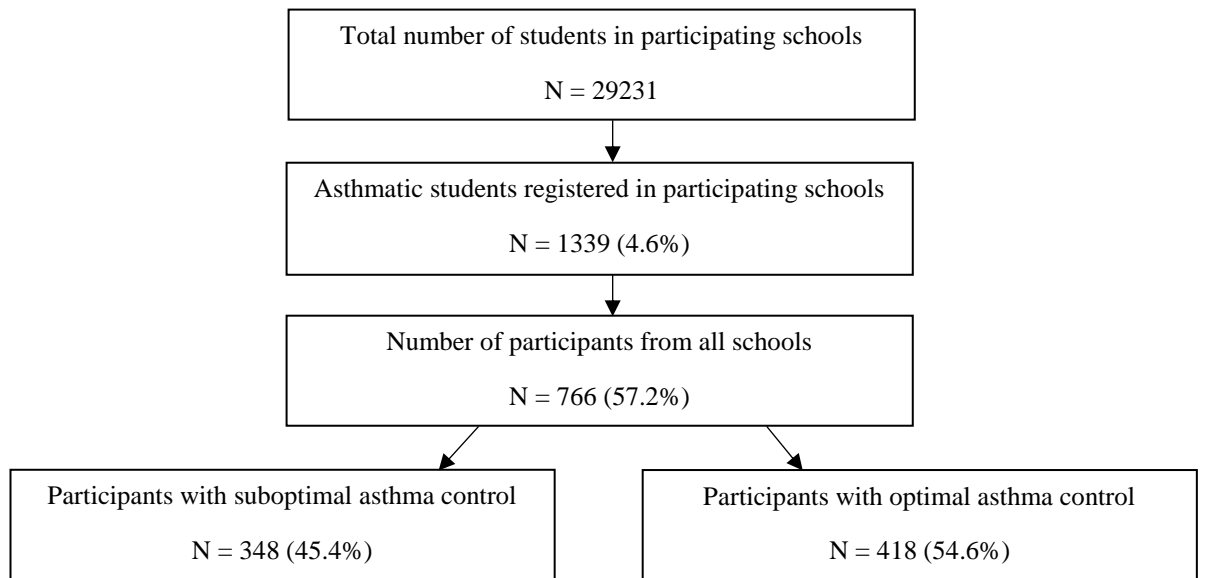 Total number of students in participating schools
N = 29231
Asthmatic students registered in participating schools
N = 1339 (4.6%)
Number of participants from all schools
N = 766 (57.2%)
Participants with suboptimal asthma control
N = 348 (45.4%)
Participants with optimal asthma control
N = 418 (54.6%)